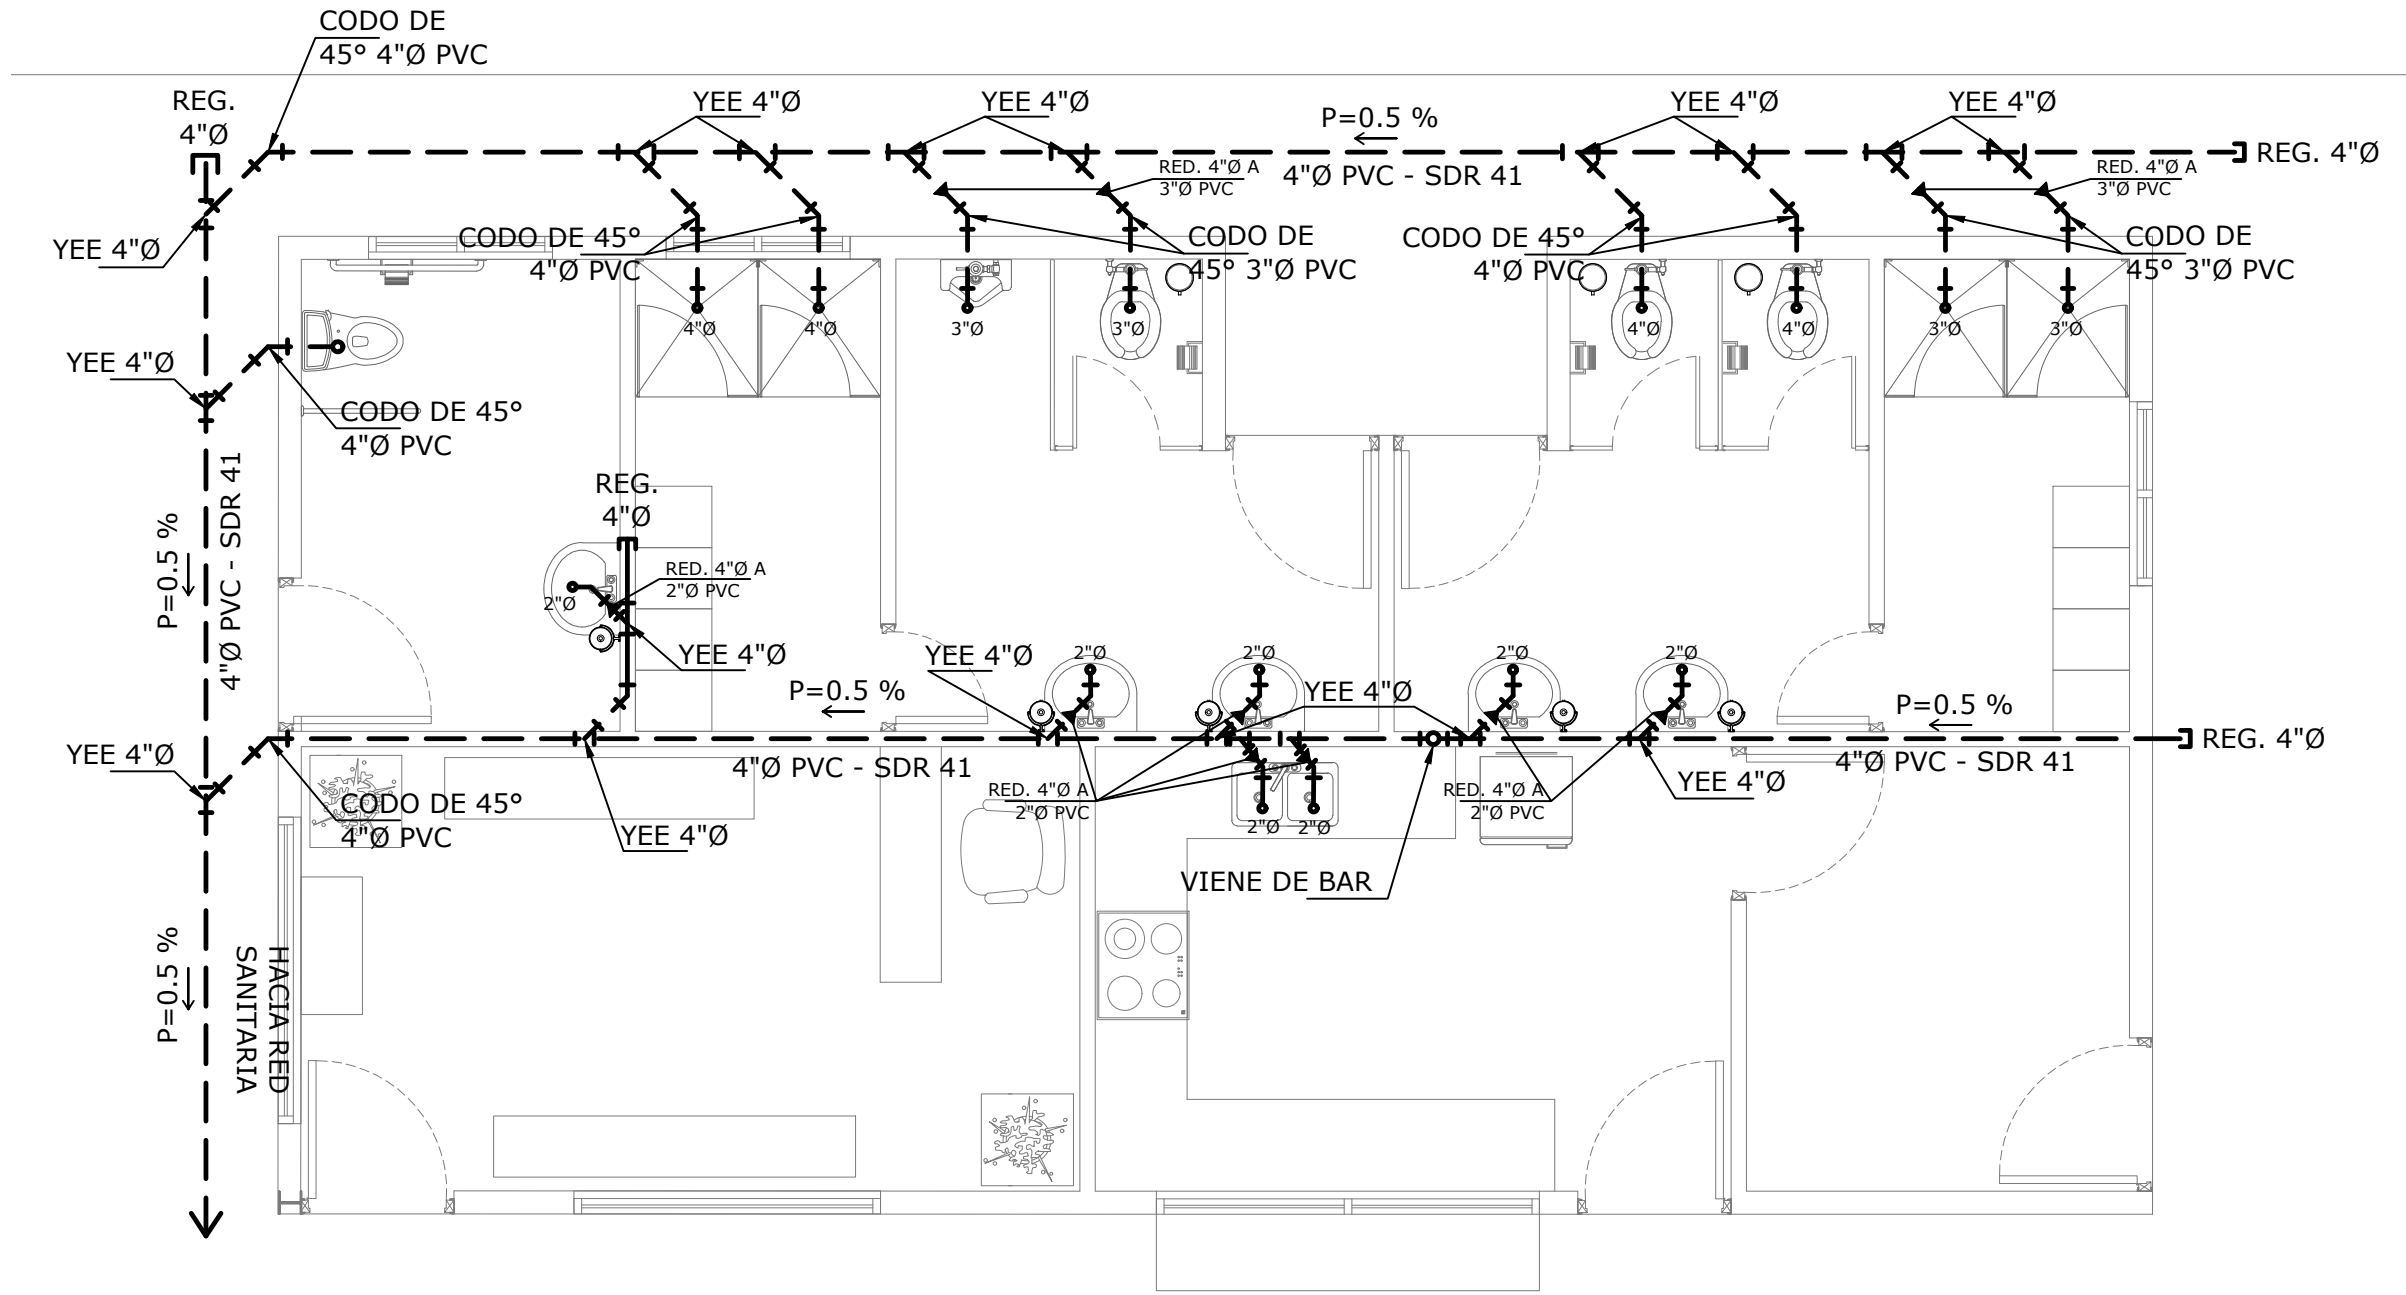 CODO DE
45° 4"Ø PVC
REG.
4"Ø
YEE 4"Ø
YEE 4"Ø
P=0.5 %
YEE 4"Ø
YEE 4"Ø
REG. 4"Ø
RED. 4"Ø A
3"Ø PVC
4"Ø PVC - SDR 41
RED. 4"Ø A
3"Ø PVC
YEE 4"Ø
CODO DE 45°
4"Ø PVC
CODO DE
45° 3"Ø PVC
CODO DE 45°
4"Ø PVC
CODO DE
45° 3"Ø PVC
4"Ø
4"Ø
3"Ø
3"Ø
4"Ø
4"Ø
3"Ø
3"Ø
YEE 4"Ø
CODO DE 45°
4"Ø PVC
P=0.5 %
4"Ø PVC - SDR 41
REG.
4"Ø
RED. 4"Ø A
2"Ø PVC
2"Ø
YEE 4"Ø
YEE 4"Ø
2"Ø
2"Ø
2"Ø
2"Ø
P=0.5 %
YEE 4"Ø
P=0.5 %
REG. 4"Ø
YEE 4"Ø
4"Ø PVC - SDR 41
4"Ø PVC - SDR 41
YEE 4"Ø
CODO DE 45°
4"Ø PVC
YEE 4"Ø
RED. 4"Ø A
2"Ø PVC
2"Ø
2"Ø
RED. 4"Ø A
2"Ø PVC
VIENE DE BAR
P=0.5 %
HACIA RED
SANITARIA